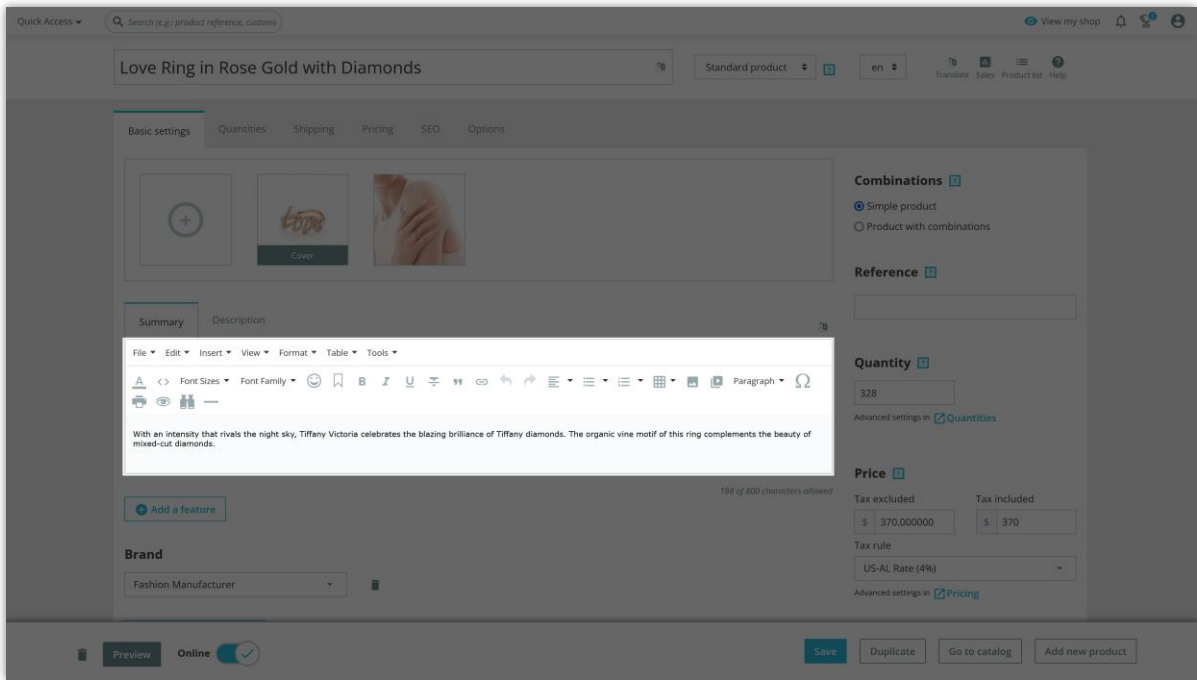 Quick Access
Search (e.g.: product reference, custome
View my shop
Love Ring in Rose Gold with Diamonds
Standard product
en
Translate Sales Product list Help
Basic settings Quantities Shipping Pricing SEO Options
Cover
Combinations
Simple product
Product with combinations
Reference
Summary Description
File Edit Insert View Format Table Tools
Font Sizes Font Family Paragraph
With an intensity that rivals the night sky, Tiffany Victoria celebrates the blazing brilliance of Tiffany diamonds. The organic vine motif of this ring complements the beauty of
mixed-cut diamonds.
198 of 800 characters allowed
Quantity
328
Advanced settings in Quantities
Price
Tax excluded Tax included
$ 370.000000 $ 370
Tax rule
US-AL Rate (4%)
Advanced settings in Pricing
Add a feature
Brand
Fashion Manufacturer
Preview Online Save Duplicate Go to catalog Add new product